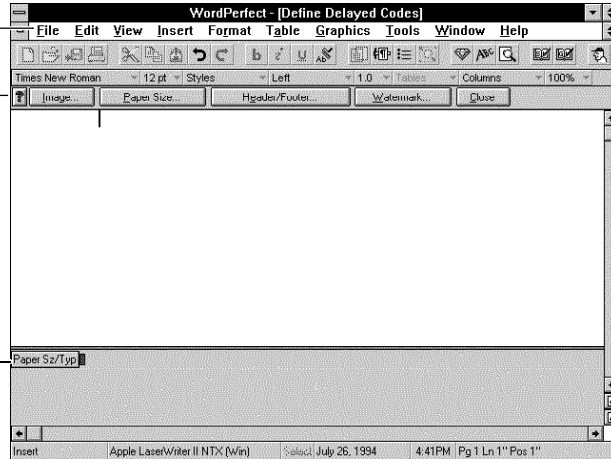 WordPerfect - [Define Delayed Codes]
File Edit View Insert Format Table Graphics Tools Window Help
b i u ABC
Times New Roman 12 pt Styles Left 1.0 Tables Columns 100%
? Image... Paper Size... Header/Footer... Watermark... Close
Paper Sz/Typ
Insert Apple LaserWriter II NTX (Win) Select July 26, 1994 4:41PM Pg 1 Ln 1" Pos 1"